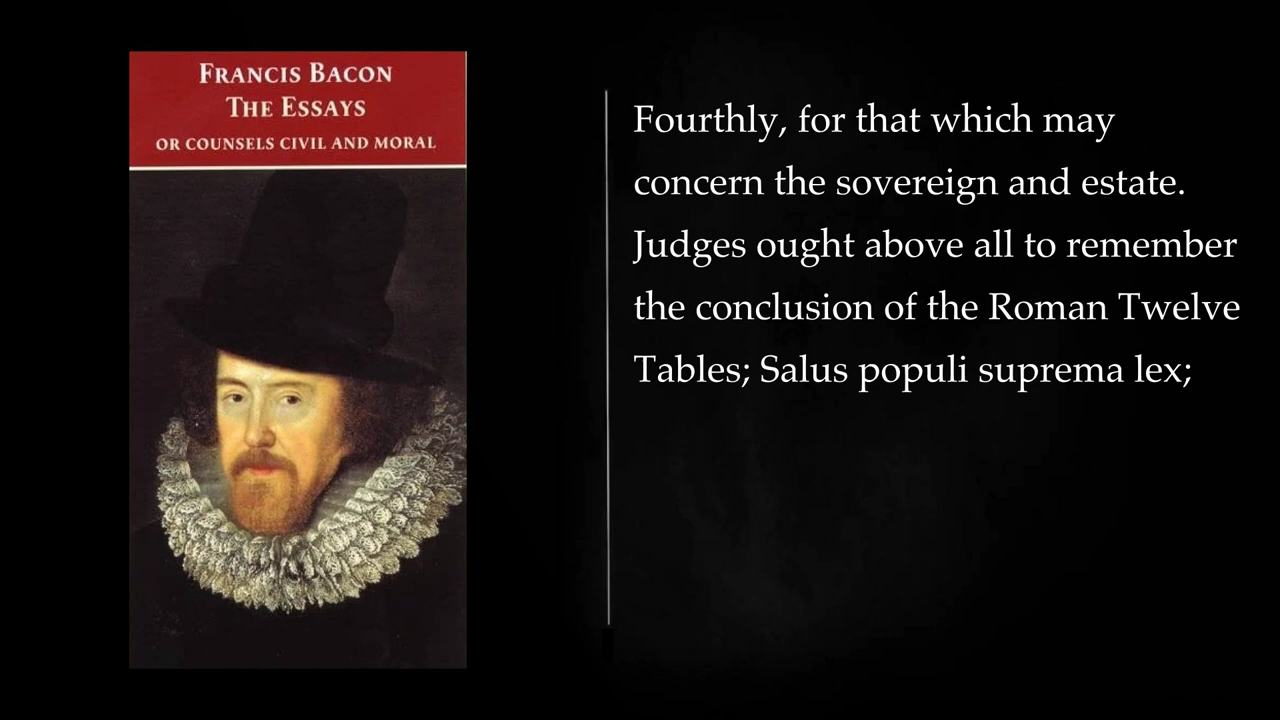 FRANCIS BACON
THE ESSAYS
OR COUNSELS CIVIL AND MORAL
Fourthly, for that which may
concern the sovereign and estate.
Judges ought above all to remember
the conclusion of the Roman Twelve
Tables; Salus populi suprema lex;